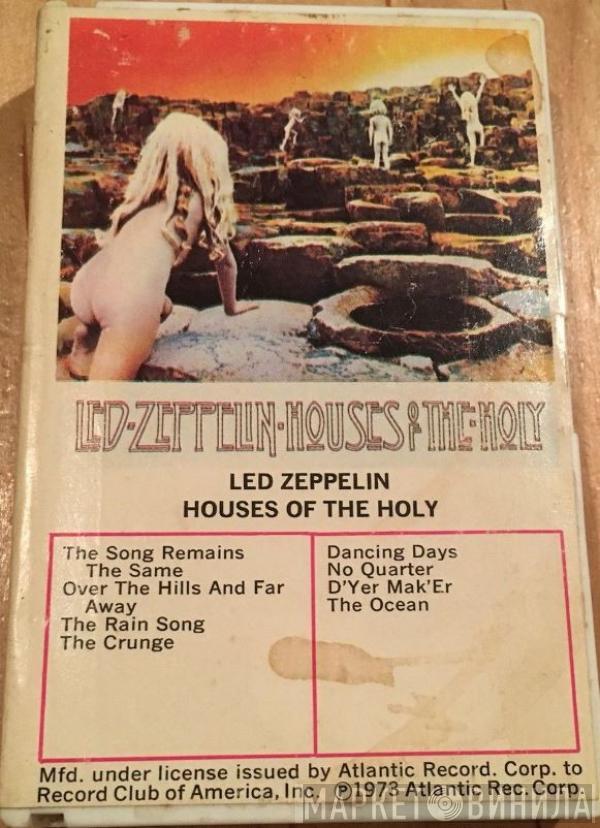 LED-ZEPPELIN·HOUSES OF THE·HOLY
LED ZEPPELIN
HOUSES OF THE HOLY
The Song Remains
The Same
Over The Hills And Far
Away
The Rain Song
The Crunge
Dancing Days
No Quarter
D'Yer Mak'Er
The Ocean
Mfd. under license issued by Atlantic Record. Corp. to
Record Club of America, Inc. ℗1973 Atlantic Rec. Corp.
МАРКЕТ ВИНИЛА